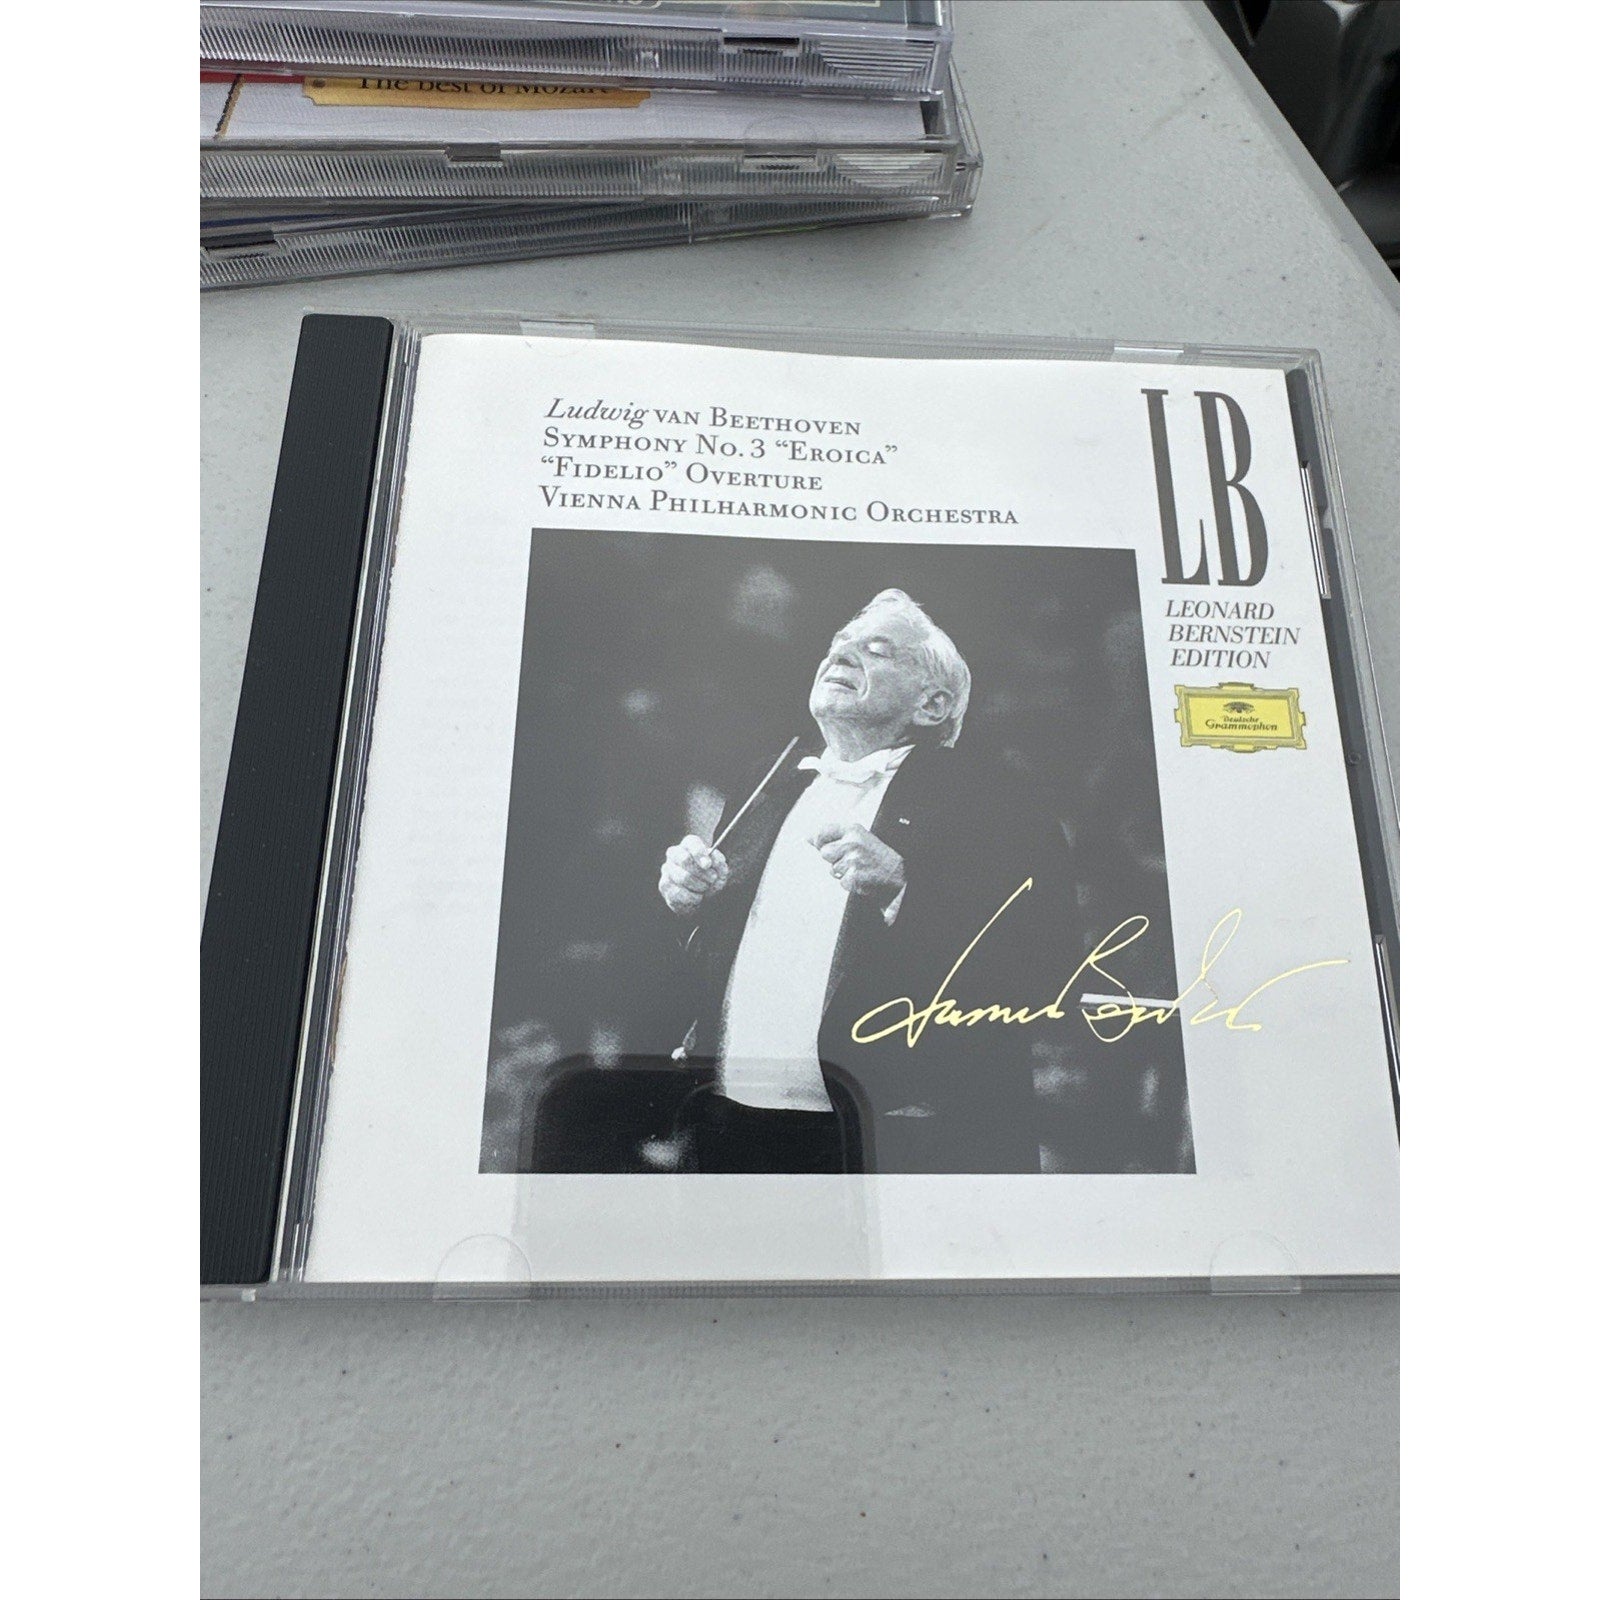 The Best of Mozart
Ludwig van Beethoven
Symphony No. 3 “Eroica”
“Fidelio” Overture
Vienna Philharmonic Orchestra
LB
LEONARD
BERNSTEIN
EDITION
Deutsche
Grammophon